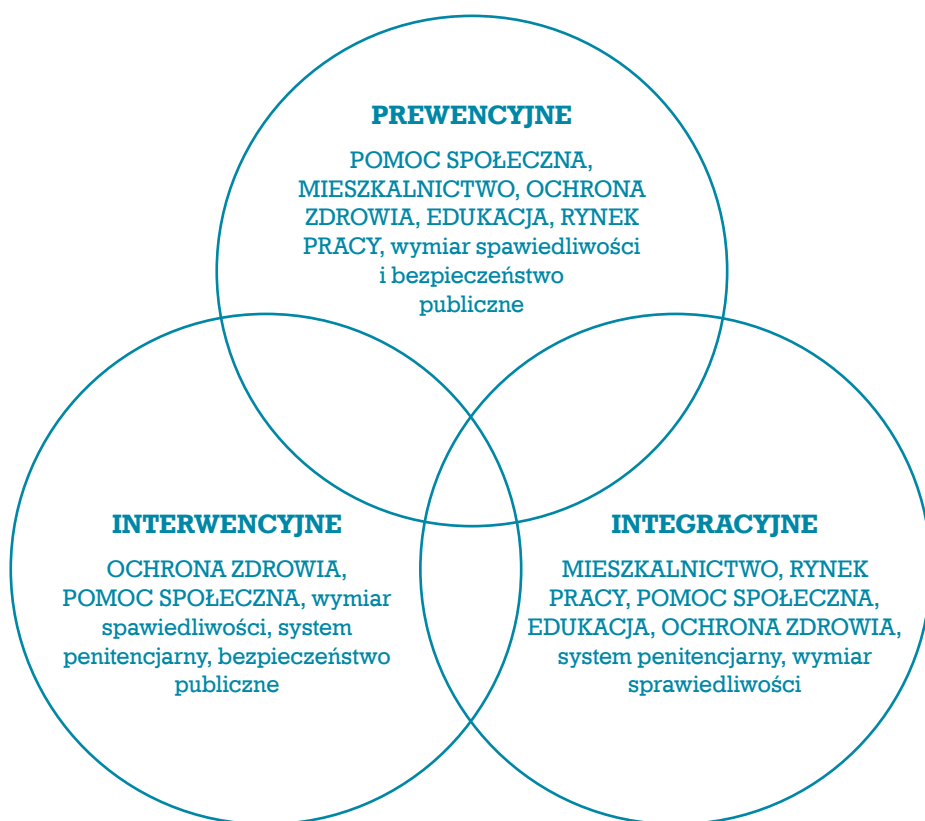 PREWENCYJNE
POMOC SPOŁECZNA,
MIESZKALNICTWO, OCHRONA
ZDROWIA, EDUKACJA, RYNEK
PRACY, wymiar spawiedliwości
i bezpieczeństwo
publiczne
INTERWENCYJNE
OCHRONA ZDROWIA,
POMOC SPOŁECZNA, wymiar
spawiedliwości, system
penitencjarny, bezpieczeństwo
publiczne
INTEGRACYJNE
MIESZKALNICTWO, RYNEK
PRACY, POMOC SPOŁECZNA,
EDUKACJA, OCHRONA ZDROWIA,
system penitencjarny, wymiar
sprawiedliwości